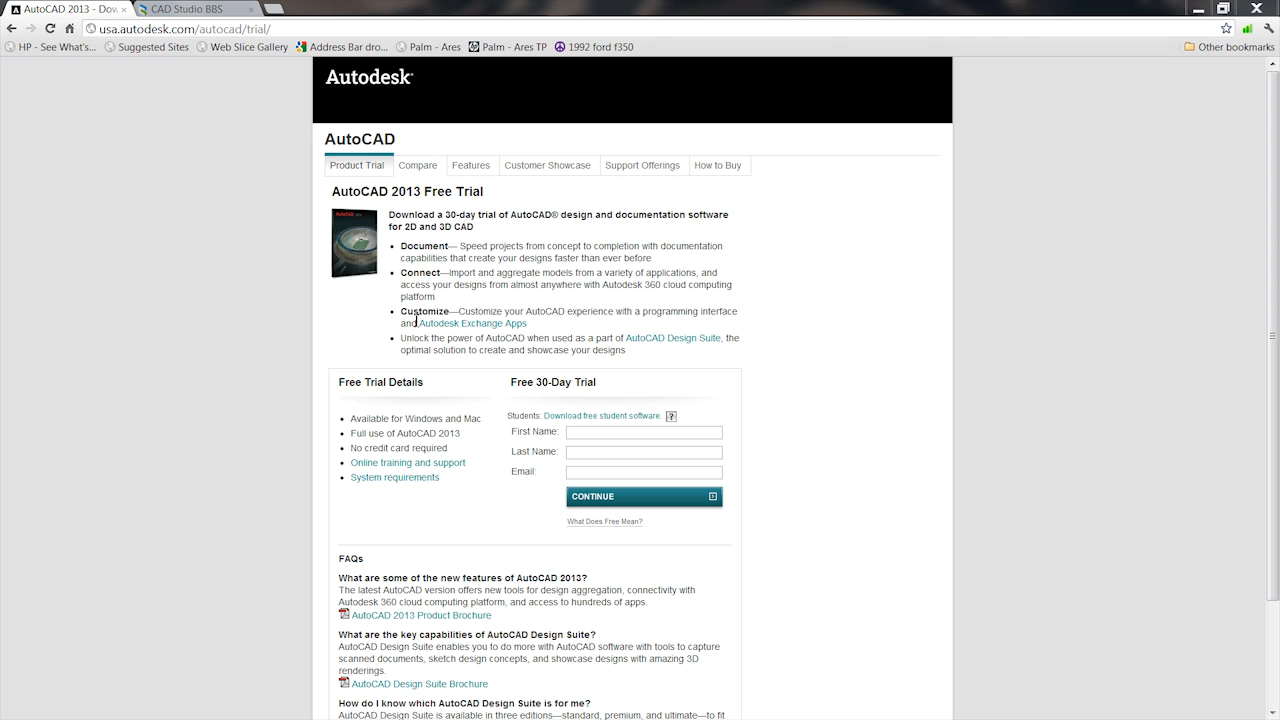 AutoCAD 2013 - Dow
CAD Studio BBS
usa.autodesk.com/autocad/trial/
HP - See What's...
Suggested Sites
Web Slice Gallery
Address Bar dro...
Palm - Ares
Palm - Ares TP
1992 ford f350
Other bookmarks
Autodesk®
AutoCAD
Product Trial
Compare
Features
Customer Showcase
Support Offerings
How to Buy
AutoCAD 2013 Free Trial
Download a 30-day trial of AutoCAD® design and documentation software
for 2D and 3D CAD
• Document— Speed projects from concept to completion with documentation
capabilities that create your designs faster than ever before
• Connect—Import and aggregate models from a variety of applications, and
access your designs from almost anywhere with Autodesk 360 cloud computing
platform
• Customize—Customize your AutoCAD experience with a programming interface
and Autodesk Exchange Apps
• Unlock the power of AutoCAD when used as a part of AutoCAD Design Suite, the
optimal solution to create and showcase your designs
Free Trial Details
• Available for Windows and Mac
• Full use of AutoCAD 2013
• No credit card required
• Online training and support
• System requirements
Free 30-Day Trial
Students: Download free student software. ?
First Name:
Last Name:
Email:
CONTINUE
What Does Free Mean?
FAQs
What are some of the new features of AutoCAD 2013?
The latest AutoCAD version offers new tools for design aggregation, connectivity with
Autodesk 360 cloud computing platform, and access to hundreds of apps.
AutoCAD 2013 Product Brochure
What are the key capabilities of AutoCAD Design Suite?
AutoCAD Design Suite enables you to do more with AutoCAD software with tools to capture
scanned documents, sketch design concepts, and showcase designs with amazing 3D
renderings.
AutoCAD Design Suite Brochure
How do I know which AutoCAD Design Suite is for me?
AutoCAD Design Suite is available in three editions—standard, premium, and ultimate—to fit